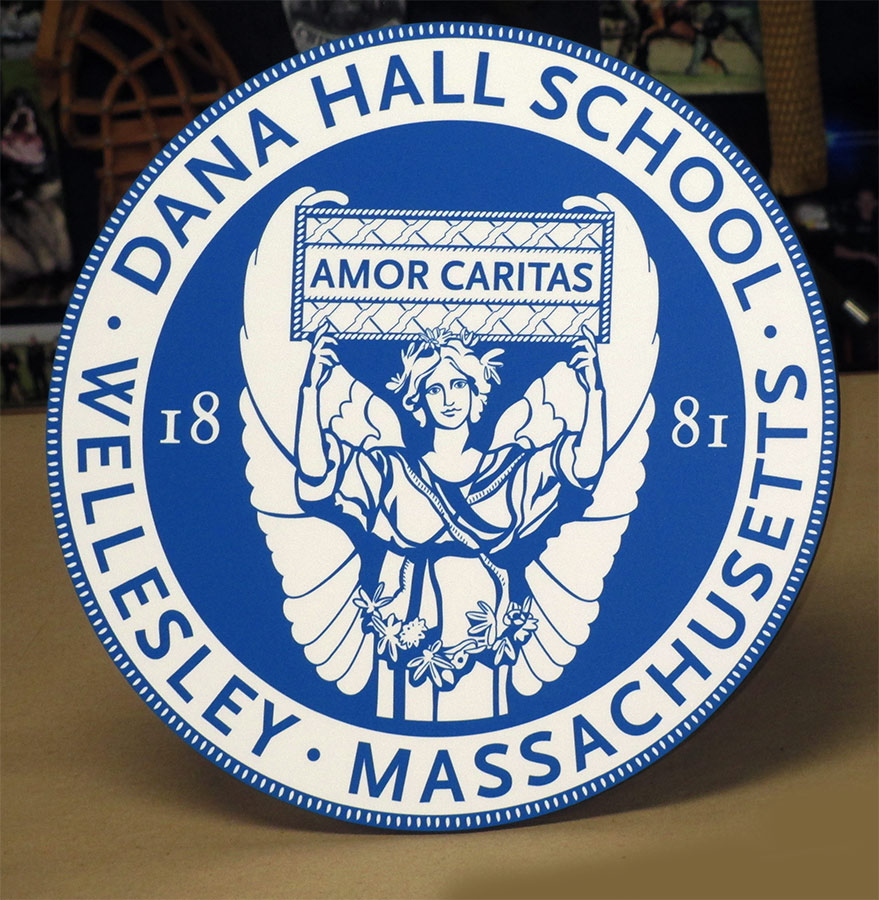 DANA HALL SCHOOL
AMOR CARITAS
18 81
WELLESLEY • MASSACHUSETTS